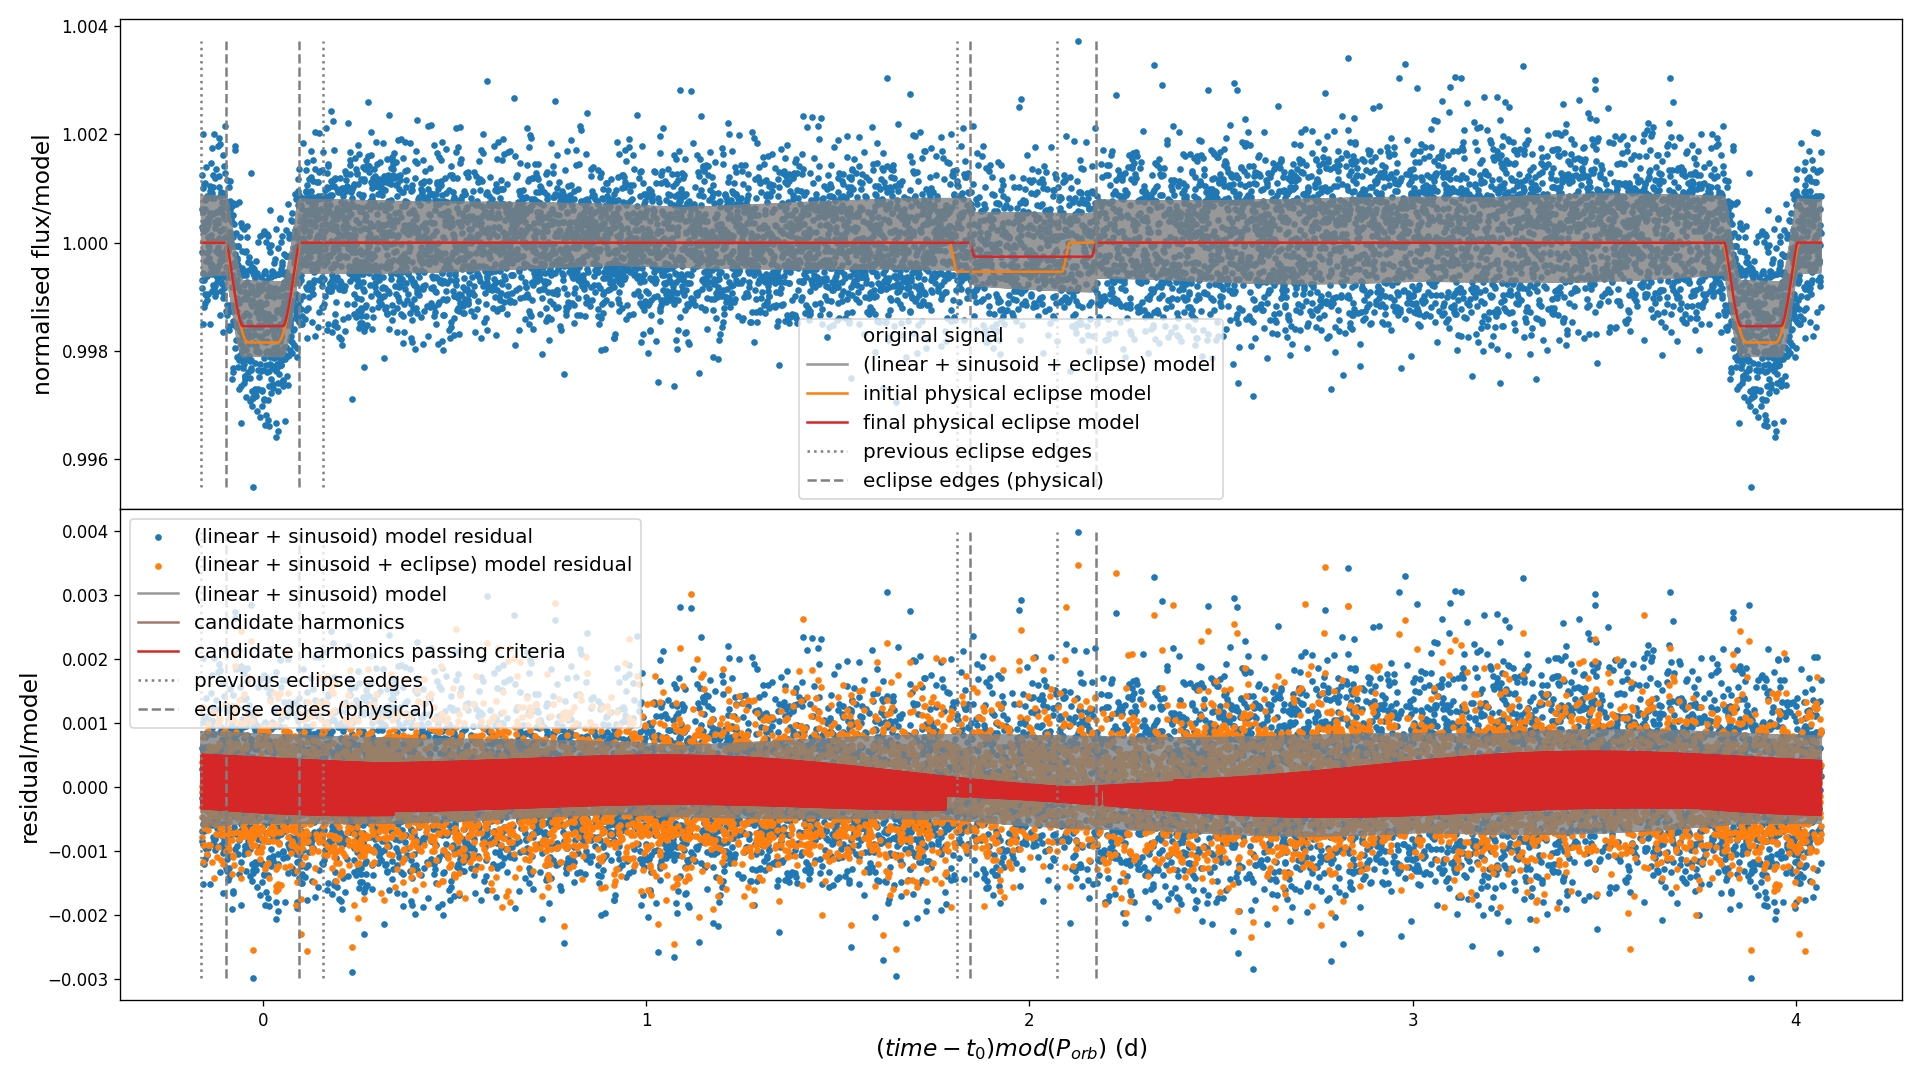 normalised flux/model
1.004
1.002
1.000
0.998
0.996
original signal
(linear + sinusoid + eclipse) model
initial physical eclipse model
final physical eclipse model
previous eclipse edges
eclipse edges (physical)
residual/model
0.004
0.003
0.002
0.001
0.000
−0.001
−0.002
−0.003
(linear + sinusoid) model residual
(linear + sinusoid + eclipse) model residual
(linear + sinusoid) model
candidate harmonics
candidate harmonics passing criteria
previous eclipse edges
eclipse edges (physical)
0 1 2 3 4
(time − t0)mod(Porb) (d)